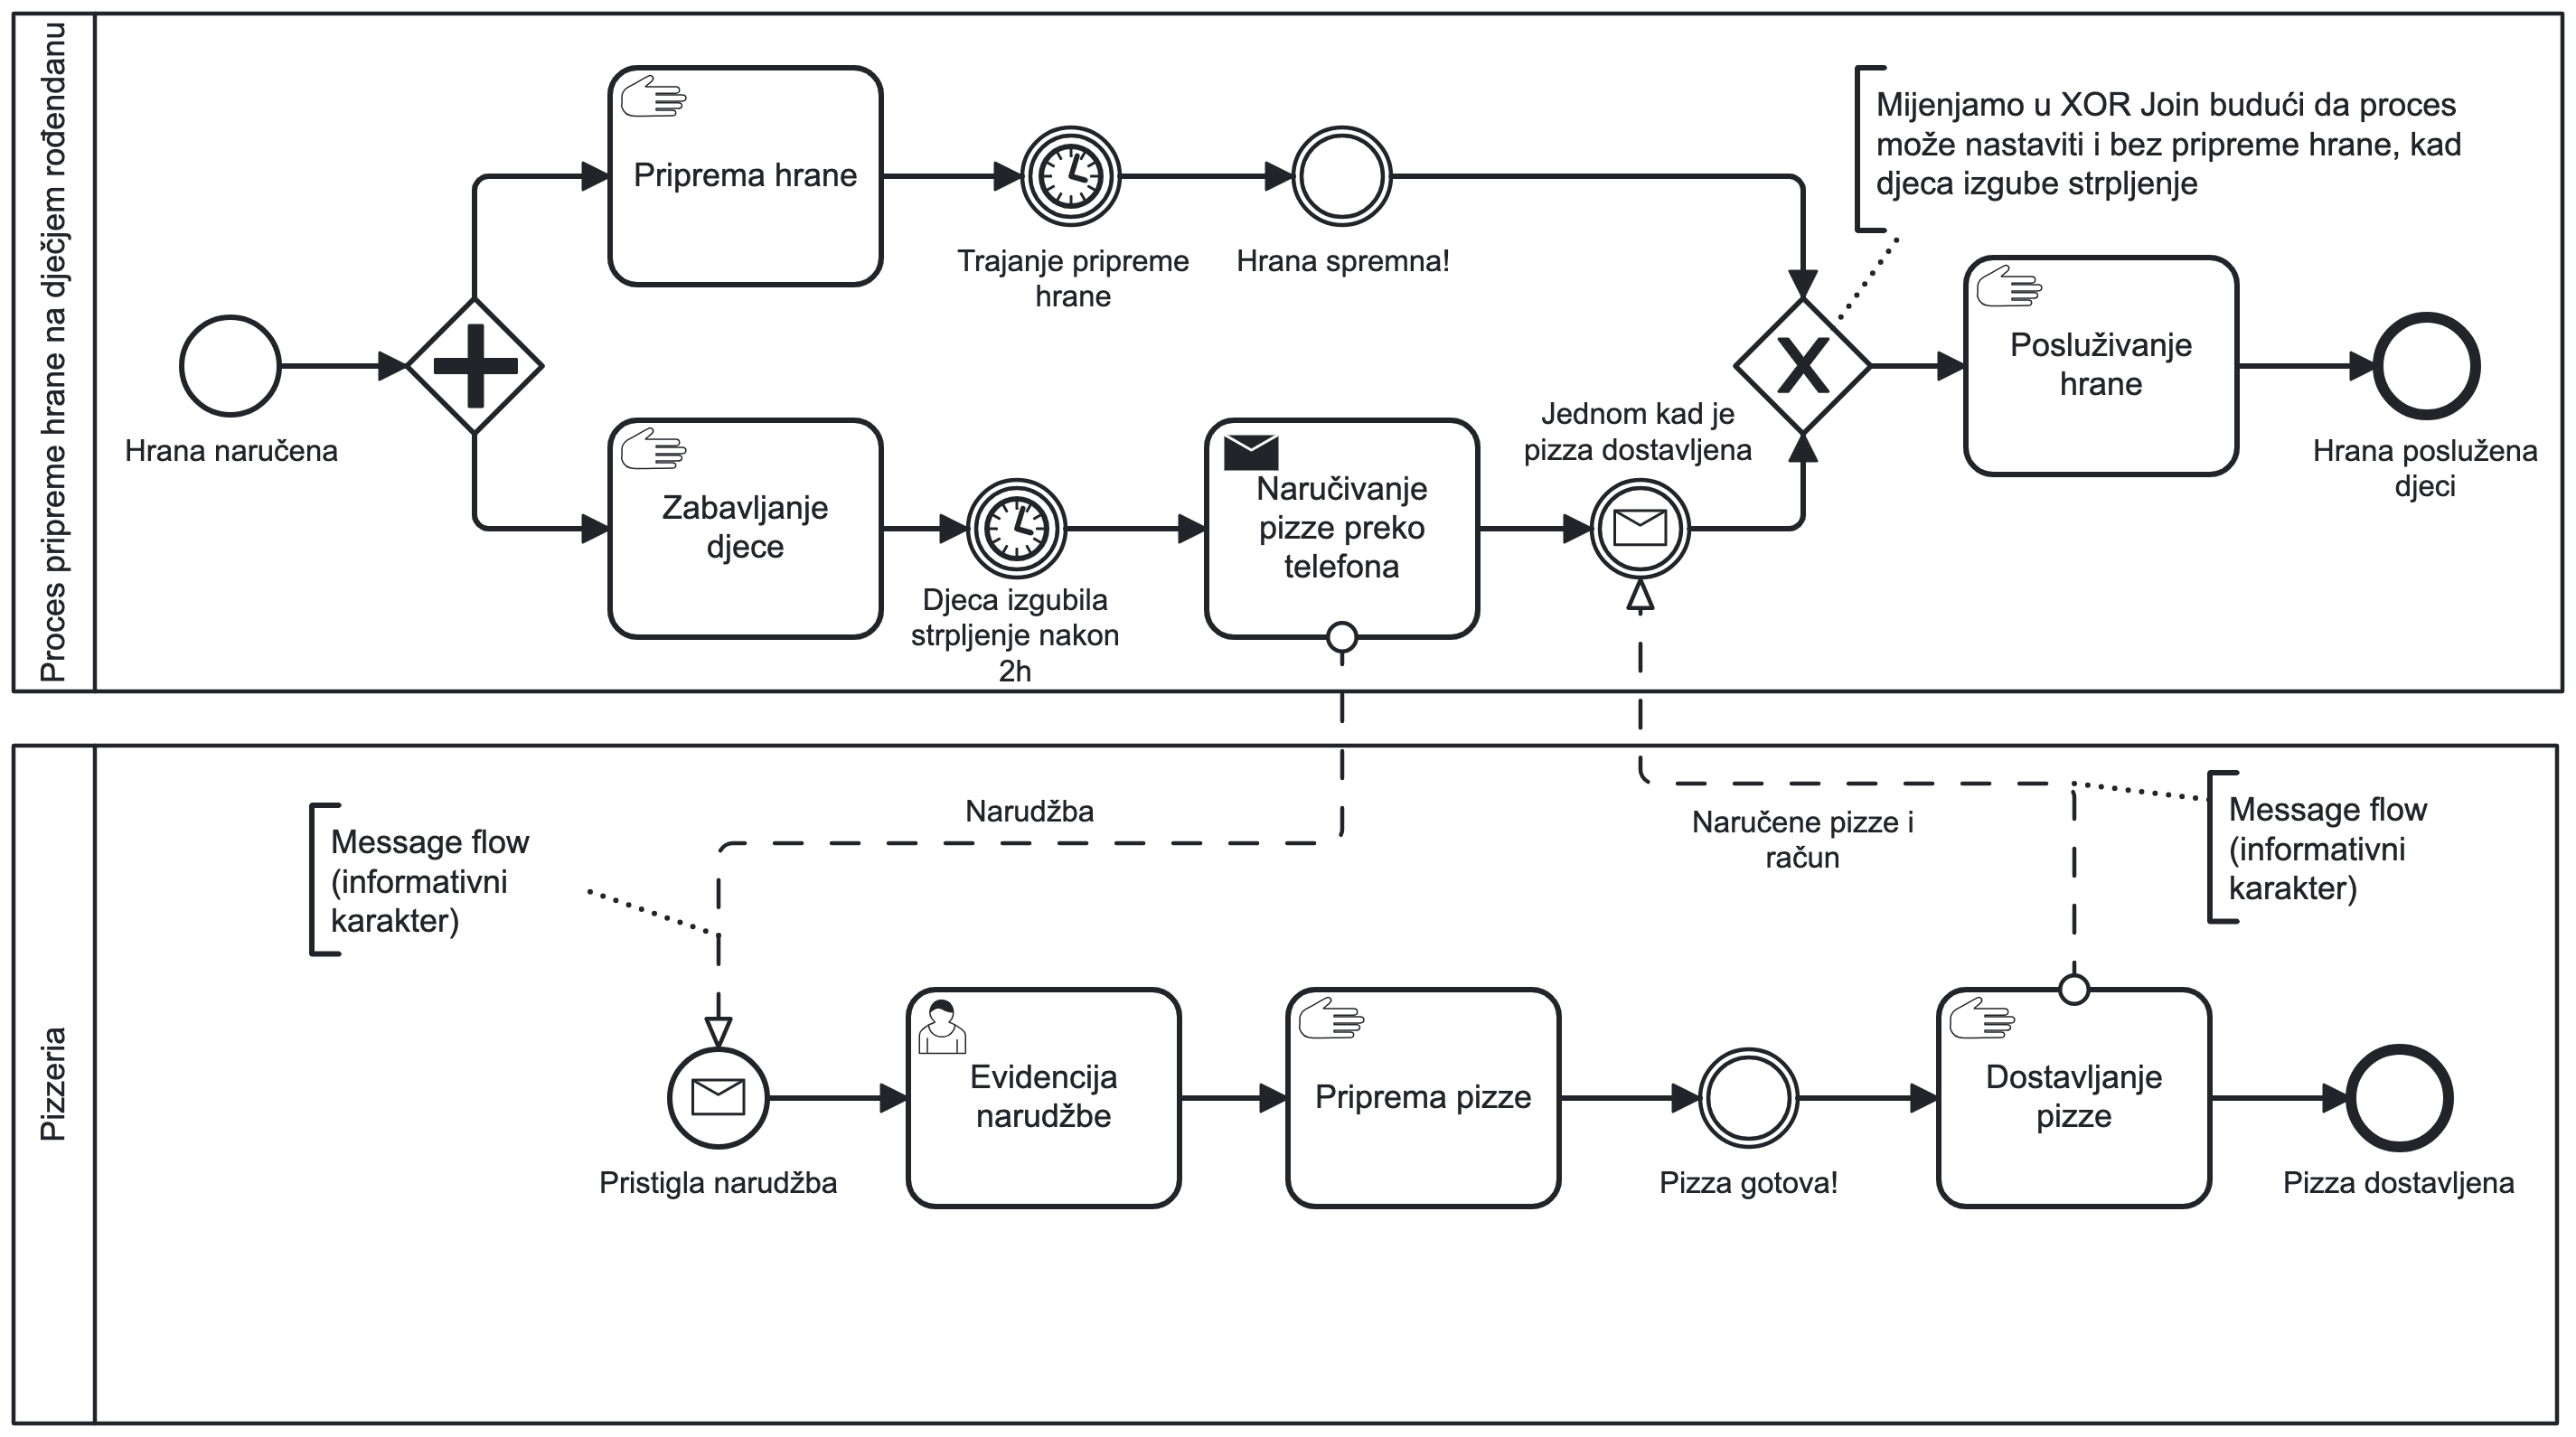 Proces pripreme hrane na dječjem rođendanu
Hrana naručena
Priprema hrane
Trajanje pripreme
hrane
Hrana spremna!
Mijenjamo u XOR Join budući da proces
može nastaviti i bez pripreme hrane, kad
djeca izgube strpljenje
Zabavljanje
djece
Djeca izgubila
strpljenje nakon
2h
Naručivanje
pizze preko
telefona
Jednom kad je
pizza dostavljena
Posluživanje
hrane
Hrana poslužena
djeci
Pizzeria
Message flow
(informativni
karakter)
Narudžba
Naručene pizze i
račun
Message flow
(informativni
karakter)
Pristigla narudžba
Evidencija
narudžbe
Priprema pizze
Pizza gotova!
Dostavljanje
pizze
Pizza dostavljena